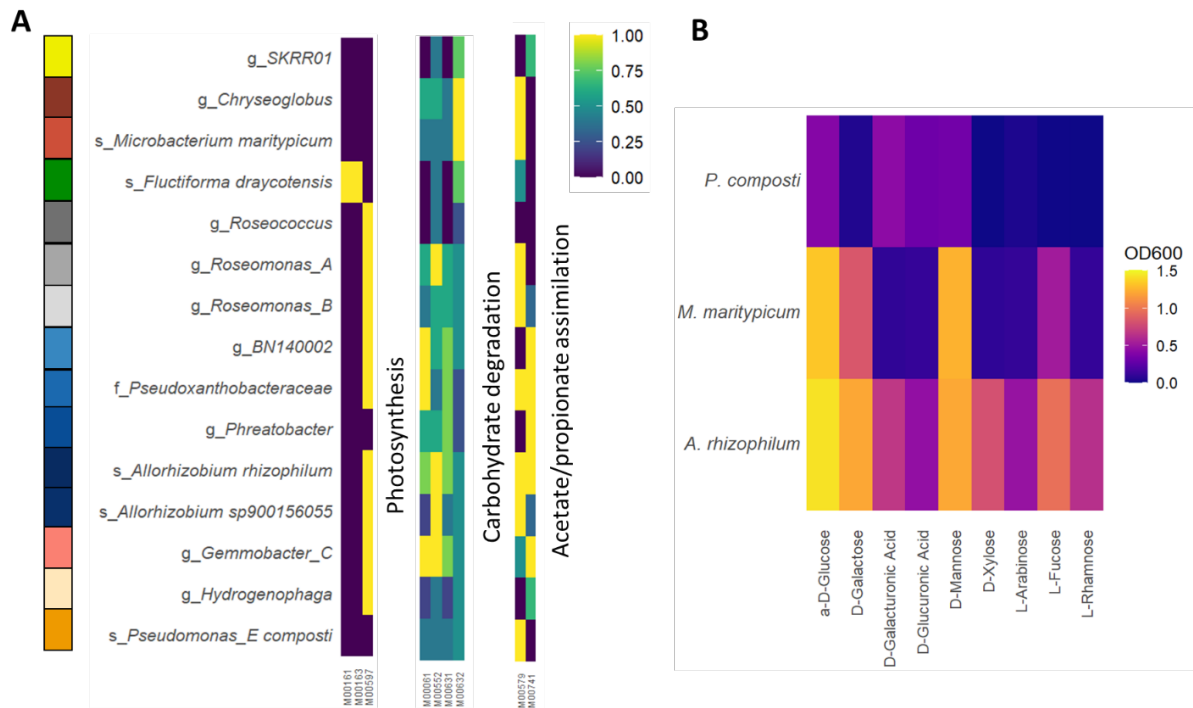 A
g_SKRR01
g_Chryseoglobus
s_Microbacterium maritypicum
s_Fluctiforma draycotensis
g_Roseococcus
g_Roseomonas_A
g_Roseomonas_B
g_BN140002
f_Pseudoxanthobacteraceae
g_Phreatobacter
s_Allorhizobium rhizophilum
s_Allorhizobium sp900156055
g_Gemmobacter_C
g_Hydrogenophaga
s_Pseudomonas_E composti
M00161
M00163
M00597
Photosynthesis
M00061
M00552
M00631
M00632
Carbohydrate degradation
M00579
M00741
Acetate/propionate assimilation
1.00
0.75
0.50
0.25
0.00
B
P. composti
M. maritypicum
A. rhizophilum
a-D-Glucose
D-Galactose
D-Galacturonic Acid
D-Glucuronic Acid
D-Mannose
D-Xylose
L-Arabinose
L-Fucose
L-Rhamnose
OD600
1.5
1.0
0.5
0.0